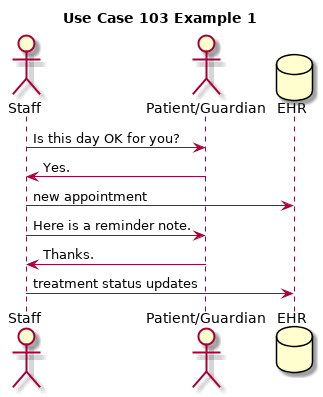 Use Case 103 Example 1
Staff Patient/Guardian EHR
Is this day OK for you?
Yes.
new appointment
Here is a reminder note.
Thanks.
treatment status updates
Staff Patient/Guardian EHR